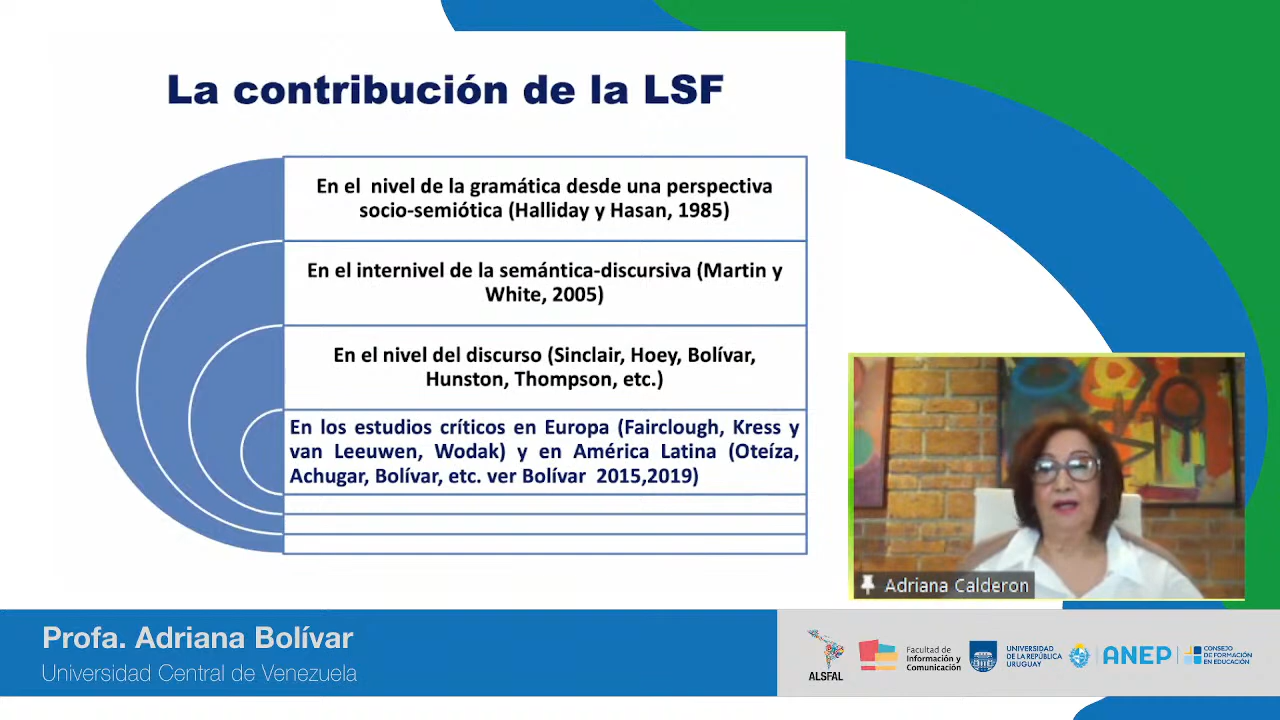 La contribución de la LSF
En el  nivel de la gramática desde una perspectiva
socio-semiótica (Halliday y Hasan, 1985)
En el internivel de la semántica-discursiva (Martin y
White, 2005)
En el nivel del discurso (Sinclair, Hoey, Bolívar,
Hunston, Thompson, etc.)
En los estudios críticos en Europa (Fairclough, Kress y
van Leeuwen, Wodak) y en América Latina (Oteíza,
Achugar, Bolívar, etc. ver Bolívar  2015,2019)
Adriana Calderon
Profa. Adriana Bolívar
Universidad Central de Venezuela
ALSFAL
Facultad de
Información y
Comunicación
UNIVERSIDAD
DE LA REPÚBLICA
URUGUAY
ANEP
CONSEJO
DE FORMACIÓN
EN EDUCACIÓN